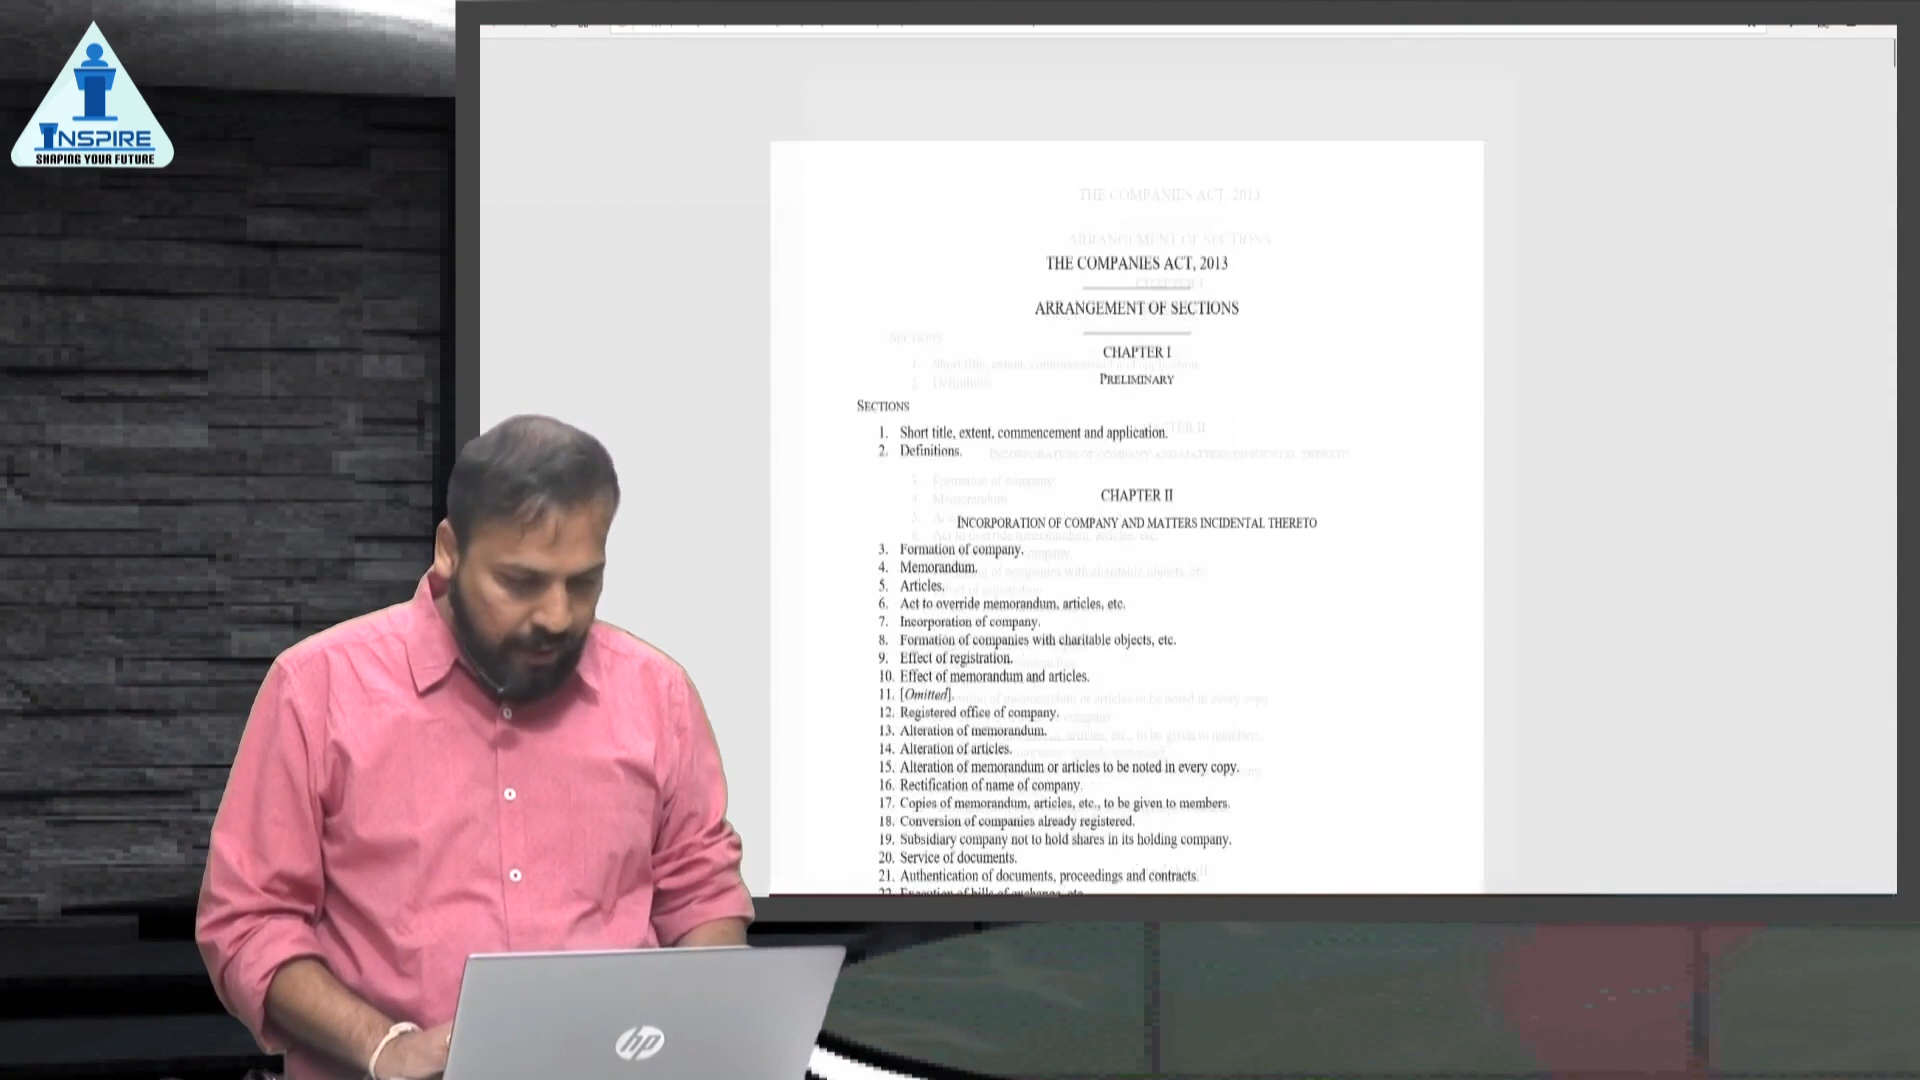 INSPIRE
SHAPING YOUR FUTURE
THE COMPANIES ACT, 2013
ARRANGEMENT OF SECTIONS
CHAPTER I
PRELIMINARY
SECTIONS
1. Short title, extent, commencement and application.
2. Definitions.
CHAPTER II
INCORPORATION OF COMPANY AND MATTERS INCIDENTAL THERETO
3. Formation of company.
4. Memorandum.
5. Articles.
6. Act to override memorandum, articles, etc.
7. Incorporation of company.
8. Formation of companies with charitable objects, etc.
9. Effect of registration.
10. Effect of memorandum and articles.
11. [Omitted].
12. Registered office of company.
13. Alteration of memorandum.
14. Alteration of articles.
15. Alteration of memorandum or articles to be noted in every copy.
16. Rectification of name of company.
17. Copies of memorandum, articles, etc., to be given to members.
18. Conversion of companies already registered.
19. Subsidiary company not to hold shares in its holding company.
20. Service of documents.
21. Authentication of documents, proceedings and contracts.
22. Execution of bills of exchange, etc.
hp